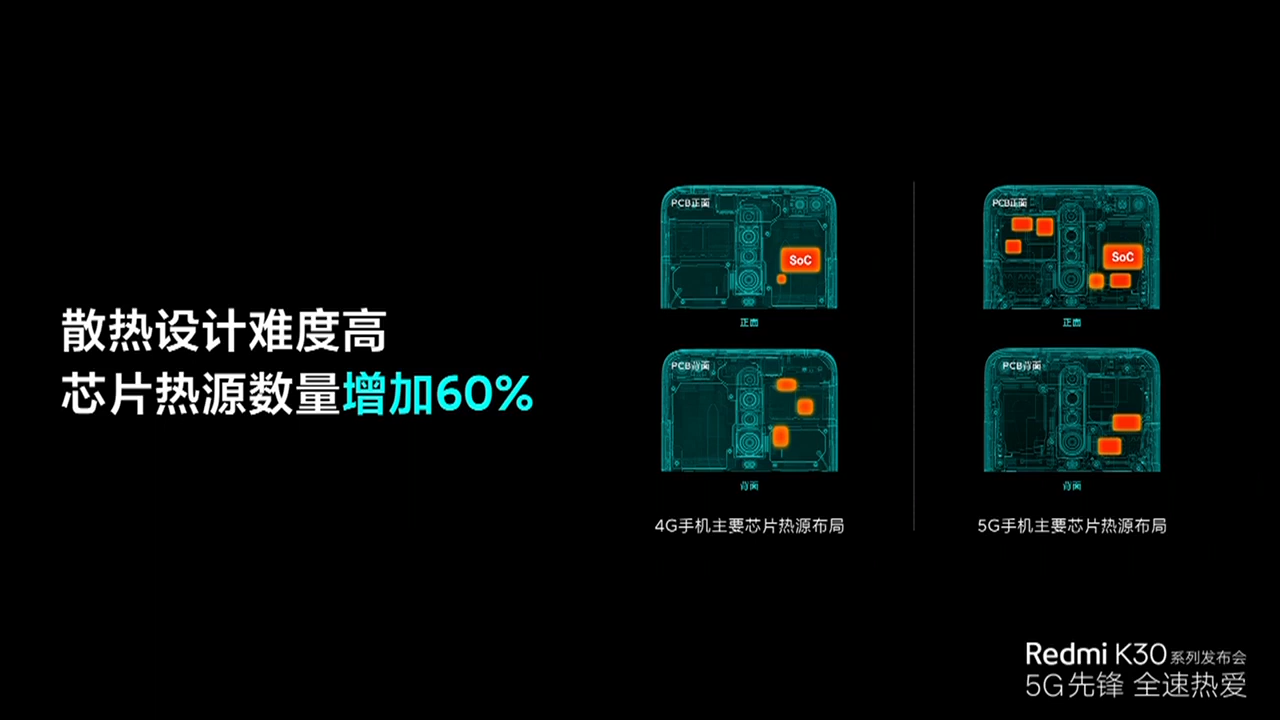 散热设计难度高
芯片热源数量增加60%
PCB正面
SoC
正面
PCB背面
背面
4G手机主要芯片热源布局
PCB正面
SoC
正面
PCB背面
背面
5G手机主要芯片热源布局
Redmi K30系列发布会
5G先锋 全速热爱